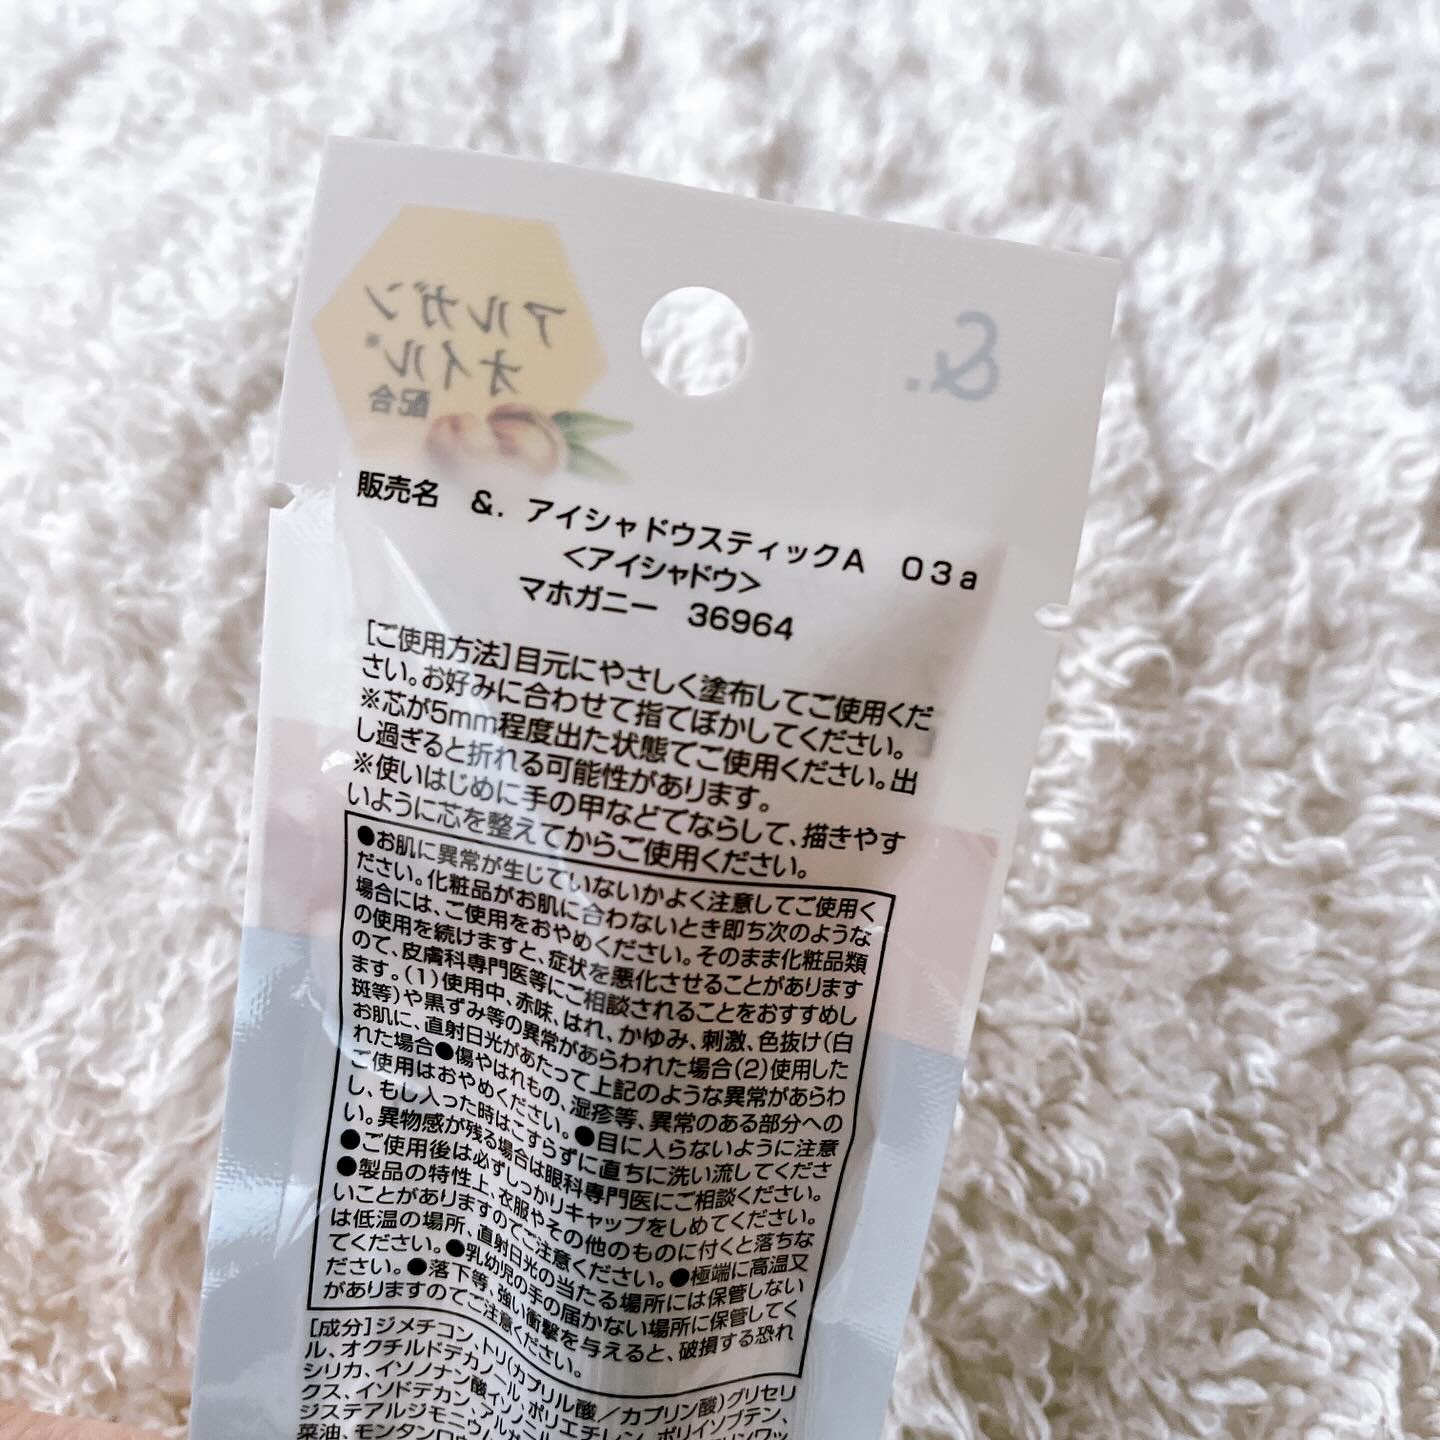 アルガン
オイル※
配合
&.
販売名 &. アイシャドウスティックA 03a
<アイシャドウ>
マホガニー 36964
[ご使用方法]目元にやさしく塗布してご使用くだ
さい。お好みに合わせて指でぼかしてください。
※芯が5mm程度出た状態でご使用ください。出
し過ぎると折れる可能性があります。
※使いはじめに手の甲などでならして、描きやす
いように芯を整えてからご使用ください。
●お肌に異常が生じていないかよく注意してご使用く
ださい。化粧品がお肌に合わないとき即ち次のような
場合には、ご使用をおやめください。そのまま化粧品類
の使用を続けますと、症状を悪化させることがあります
ので、皮膚科専門医等にご相談されることをおすすめし
ます。(1)使用中、赤味、はれ、かゆみ、刺激、色抜け(白
斑等)や黒ずみ等の異常があらわれた場合(2)使用した
お肌に、直射日光があたって上記のような異常があらわ
れた場合●傷やはれもの、湿疹等、異常のある部分への
ご使用はおやめください。●目に入らないように注意
し、もし入った時はこすらずに直ちに洗い流してくださ
い。異物感が残る場合は眼科専門医にご相談ください。
●ご使用後は必ずしっかりキャップをしめてください。
●製品の特性上、衣服やその他のものに付くと落ちな
いことがありますのでご注意ください。●極端に高温又
は低温の場所、直射日光の当たる場所には保管しない
でください。●乳幼児の手の届かない場所に保管してく
ださい。●落下等、強い衝撃を与えると、破損する恐れ
がありますのでご注意ください。
[成分]ジメチコン、トリ(カプリル酸/カプリン酸)グリセリ
ル、オクチルドデカノール、ポリエチレン、ポリイソブテン、
シリカ、イソノナン酸イソノニル
クス、イソドデカン、アルガ
ジステアルジモニウム
菜油、モンタンロウ